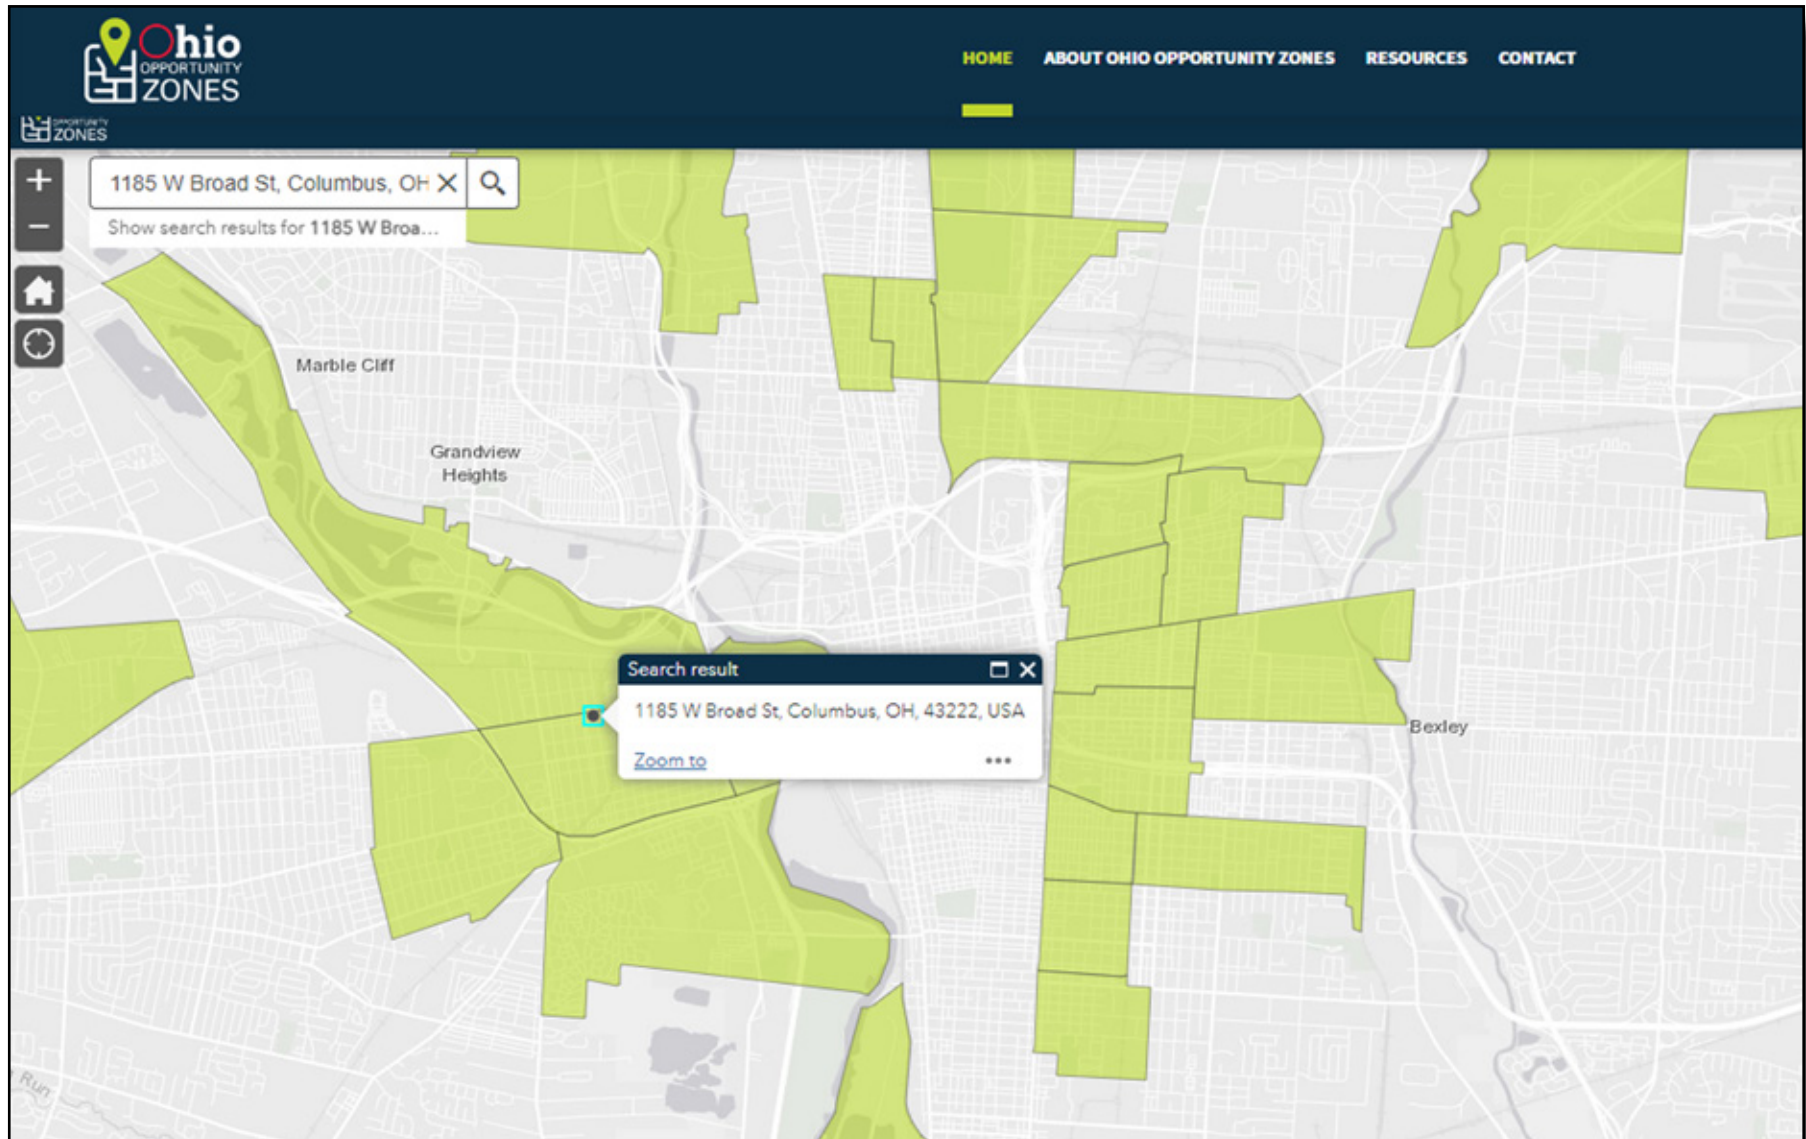 Ohio
OPPORTUNITY
ZONES
HOME ABOUT OHIO OPPORTUNITY ZONES RESOURCES CONTACT
OPPORTUNITY
ZONES
+
1185 W Broad St, Columbus, OH
−
Show search results for 1185 W Broa...
Marble Cliff
Grandview
Heights
Search result
1185 W Broad St, Columbus, OH, 43222, USA
Zoom to
Bexley
Run